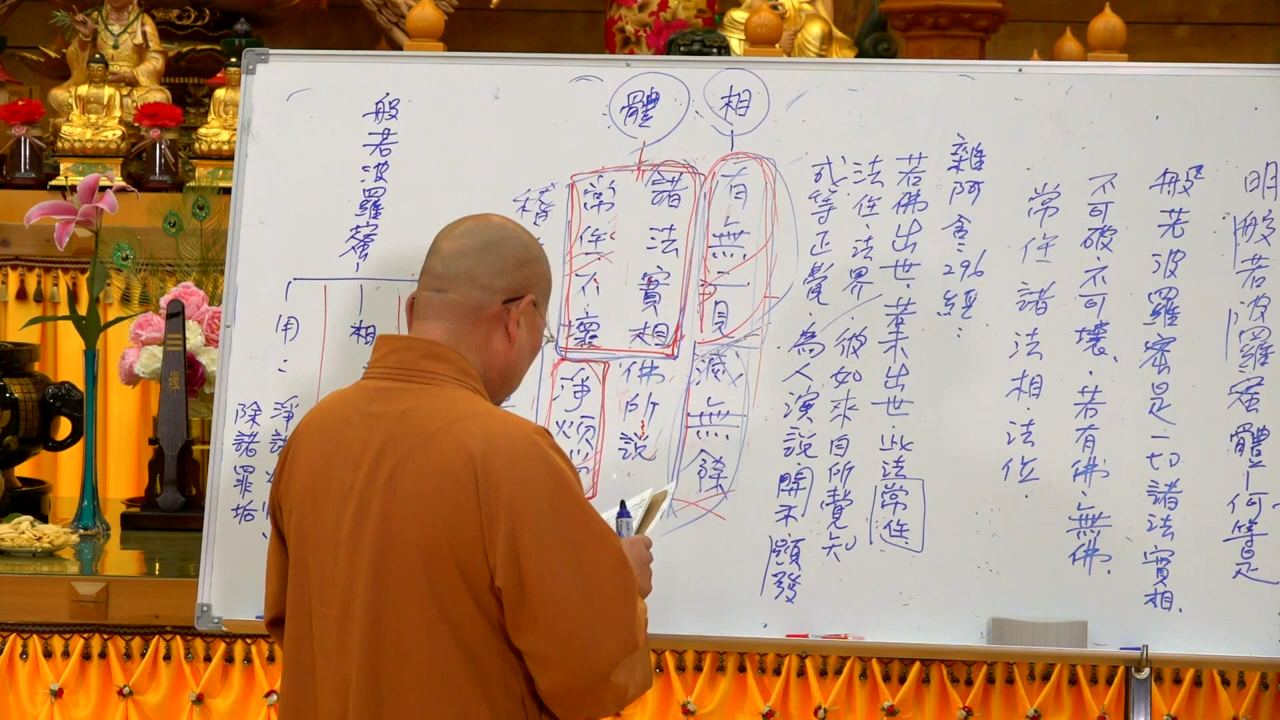 明般若波羅蜜體－何等是
般若波羅蜜是一切諸法實相．
不可破、不可壞．若有佛、無佛．
常住諸法相法位．
雜阿含：296經：
若佛出世、若未出世．此法常住
法住、法界 彼如來自所覺知
成等正覺．為人演說開示顯發
相
有無
減無餘
體
諸法實相佛所說
常住不壞淨煩
般若波羅蜜
相
用：
淨諸
除諸罪垢、